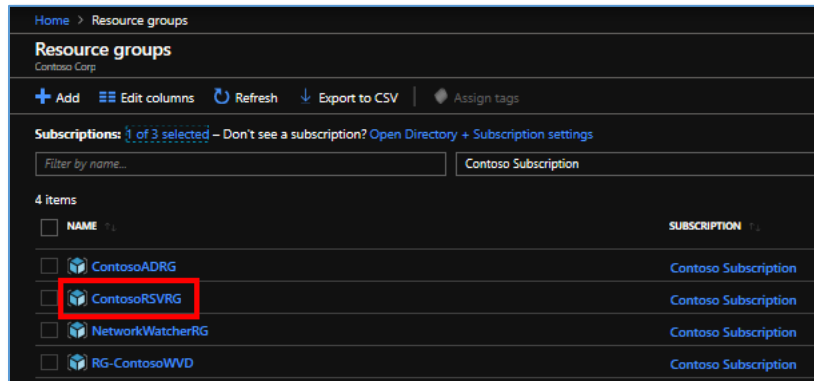 Home > Resource groups
Resource groups
Contoso Corp
Add Edit columns Refresh Export to CSV Assign tags
Subscriptions: 1 of 3 selected – Don't see a subscription? Open Directory + Subscription settings
Filter by name... Contoso Subscription
4 items
NAME ↑↓ SUBSCRIPTION ↑↓
ContosoADRG Contoso Subscription
ContosoRSVRG Contoso Subscription
NetworkWatcherRG Contoso Subscription
RG-ContosoWVD Contoso Subscription